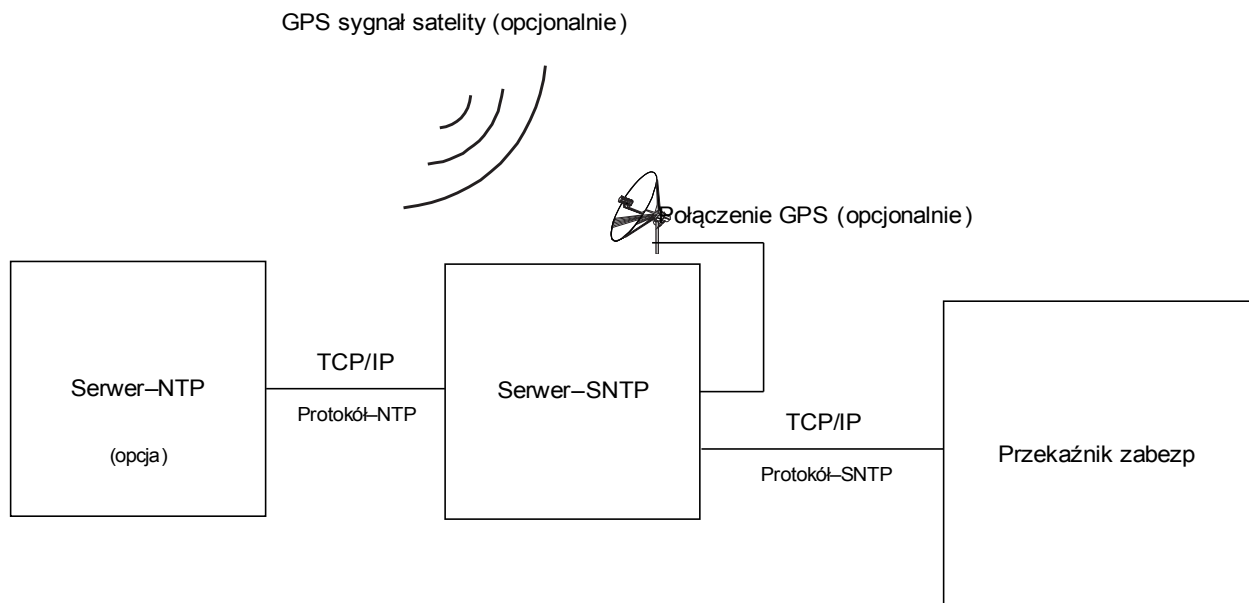 GPS sygnał satelity (opcjonalnie)
Połączenie GPS (opcjonalnie)
TCP/IP
Serwer–NTP
Serwer–SNTP
Protokół–NTP
TCP/IP
(opcja)
Przekaźnik zabezp
Protokół–SNTP